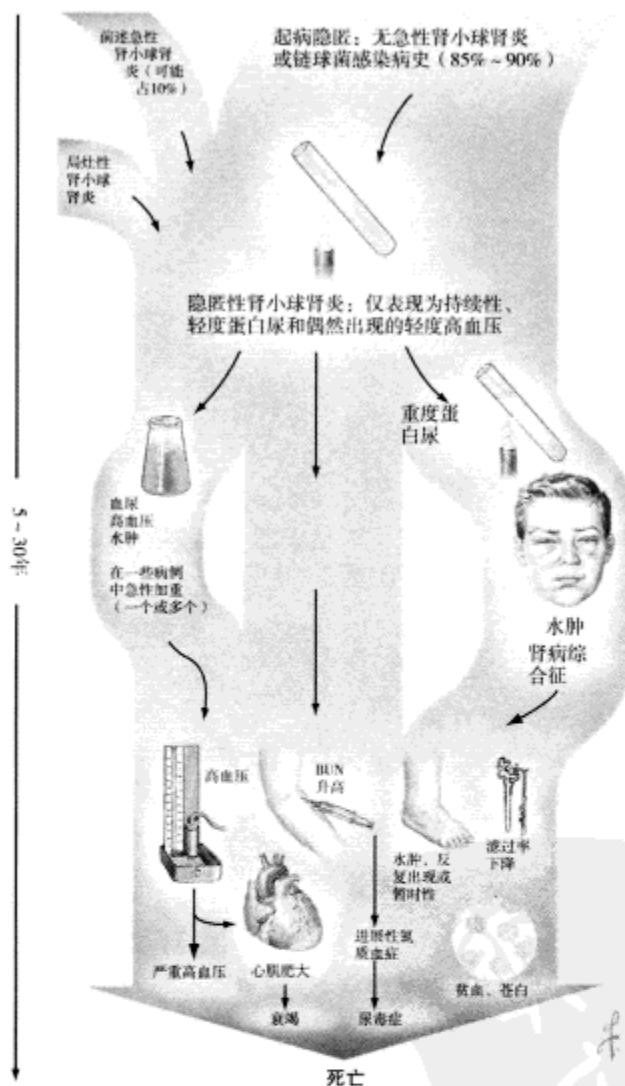 前述急性
肾小球肾
炎（可能
占10%）
起病隐匿：无急性肾小球肾炎
或链球菌感染病史（85%～90%）
局灶性
肾小球
肾炎
隐匿性肾小球肾炎：仅表现为持续性、
轻度蛋白尿和偶然出现的轻度高血压
重度蛋
白尿
血尿
高血压
水肿
在一些病例
中急性加重
（一个或多个）
5～30年
水肿
肾病综
合征
高血压
BUN
升高
水肿、反
复出现或
暂时性
滤过率
下降
进展性氮
质血症
严重高血压
心肌肥大
贫血、苍白
衰竭
尿毒症
死亡